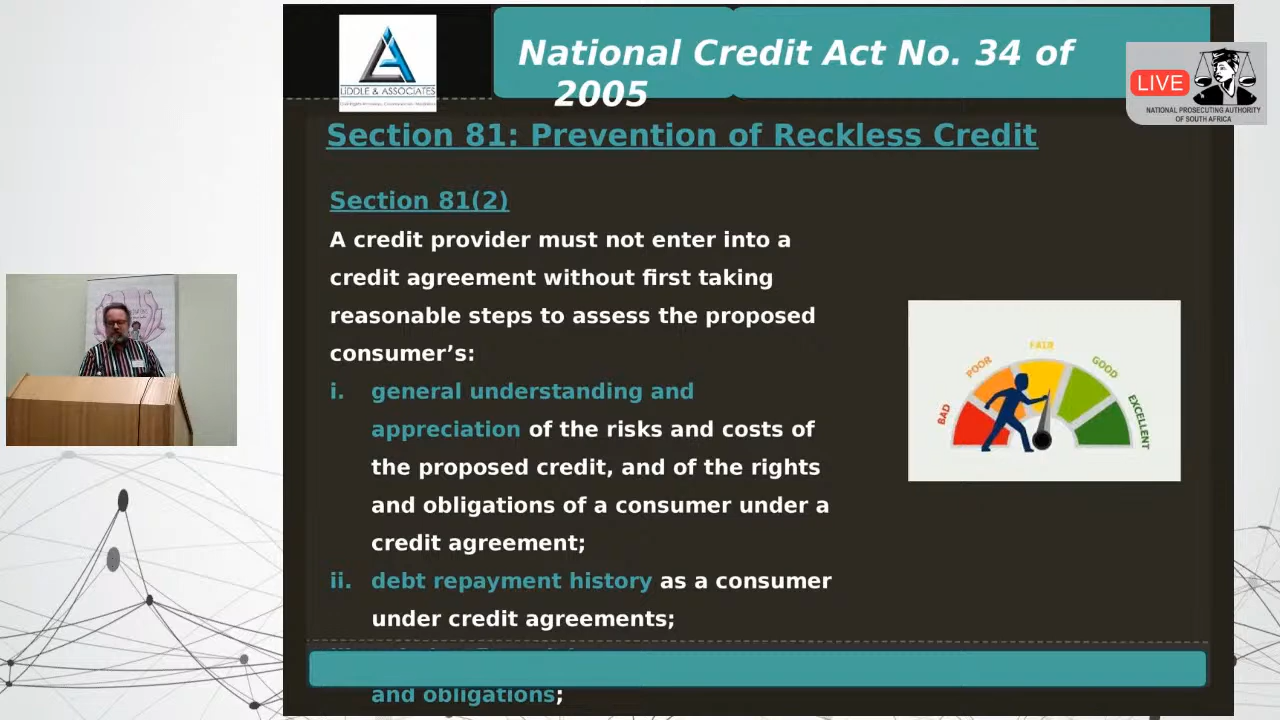 LIDDLE & ASSOCIATES
National Credit Act No. 34 of
2005
LIVE
NATIONAL PROSECUTING AUTHORITY
OF SOUTH AFRICA
Section 81: Prevention of Reckless Credit
Section 81(2)
A credit provider must not enter into a
credit agreement without first taking
reasonable steps to assess the proposed
consumer’s:
i. general understanding and
appreciation of the risks and costs of
the proposed credit, and of the rights
and obligations of a consumer under a
credit agreement;
ii. debt repayment history as a consumer
under credit agreements;
and obligations;
BAD
POOR
FAIR
GOOD
EXCELLENT